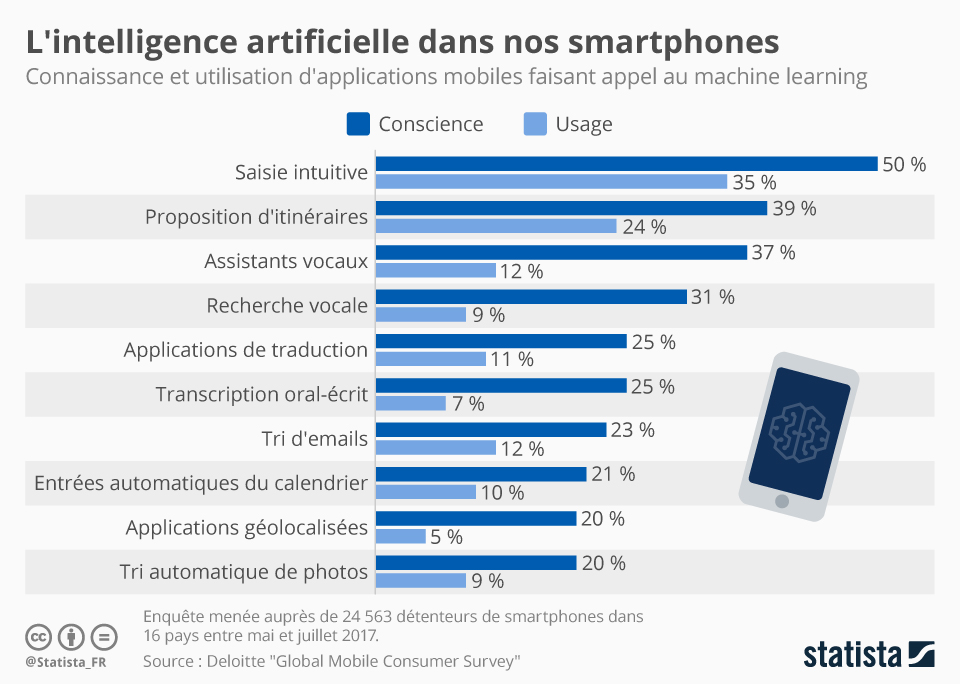 L'intelligence artificielle dans nos smartphones
Connaissance et utilisation d'applications mobiles faisant appel au machine learning
Conscience Usage
Saisie intuitive 50 %
35 %
Proposition d'itinéraires 39 %
24 %
Assistants vocaux 37 %
12 %
Recherche vocale 31 %
9 %
Applications de traduction 25 %
11 %
Transcription oral-écrit 25 %
7 %
Tri d'emails 23 %
12 %
Entrées automatiques du calendrier 21 %
10 %
Applications géolocalisées 20 %
5 %
Tri automatique de photos 20 %
9 %
Enquête menée auprès de 24 563 détenteurs de smartphones dans
16 pays entre mai et juillet 2017.
cc
@Statista_FR
Source : Deloitte "Global Mobile Consumer Survey"
statista